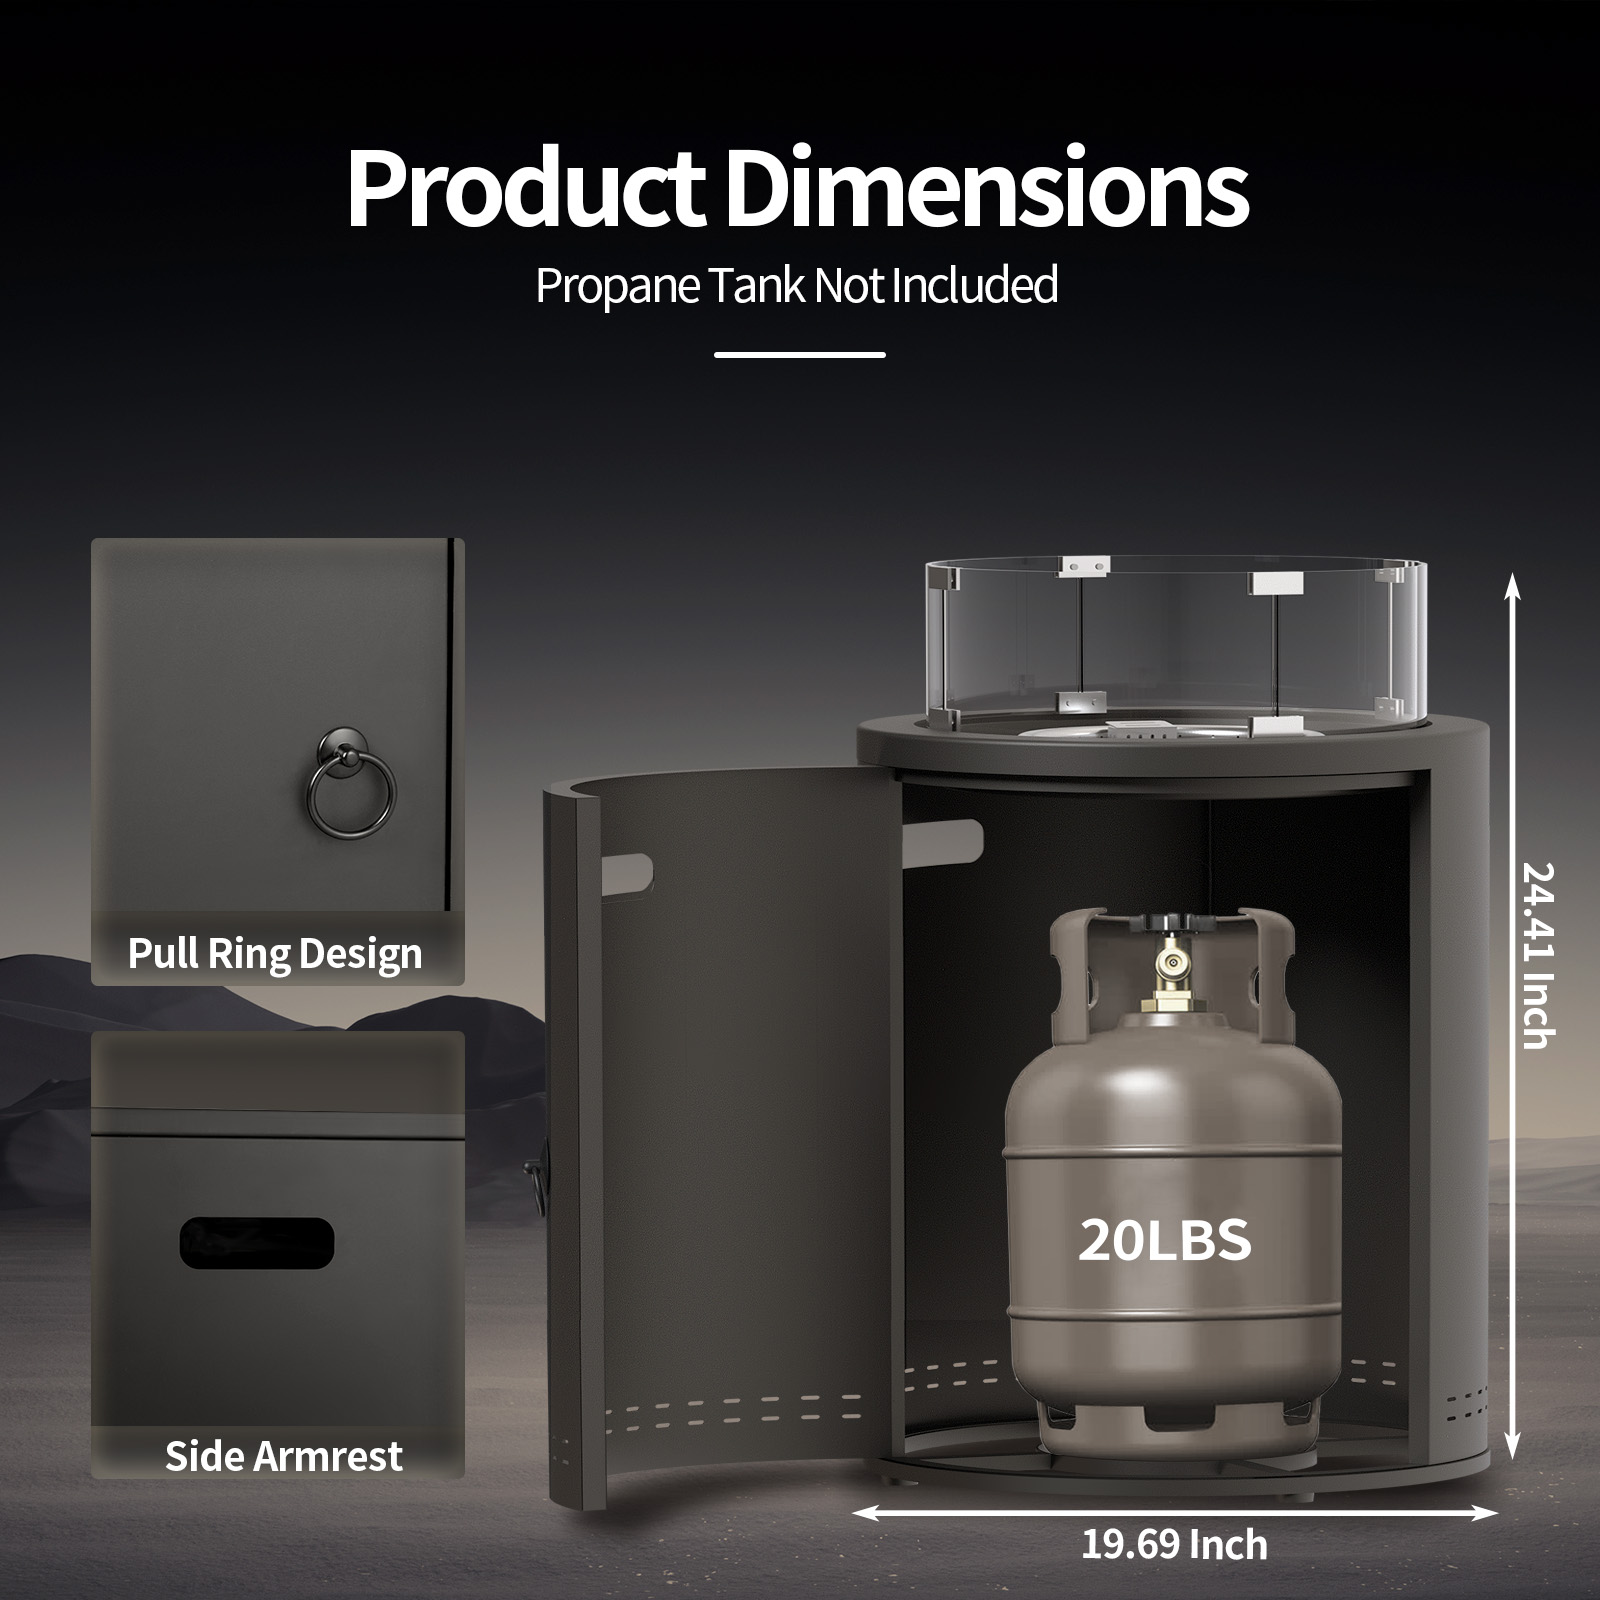 Product Dimensions
Propane Tank Not Included
Pull Ring Design
Side Armrest
20LBS
24.41 Inch
19.69 Inch